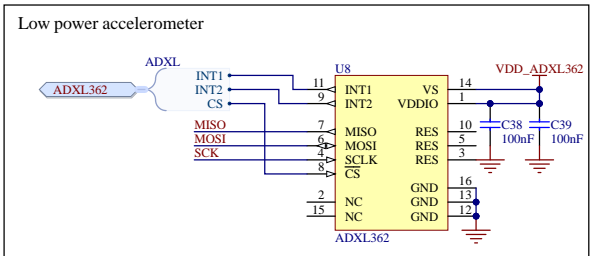 Low power accelerometer
ADXL
ADXL362
INT1
INT2
CS
U8
VDD_ADXL362
11 INT1 VS 14
9 INT2 VDDIO 1
MISO 7 MISO RES 10
MOSI 6 MOSI RES 5
SCK 4 SCLK RES 3
8 CS
GND 16
2 NC GND 13
15 NC GND 12
C38
100nF
C39
100nF
ADXL362